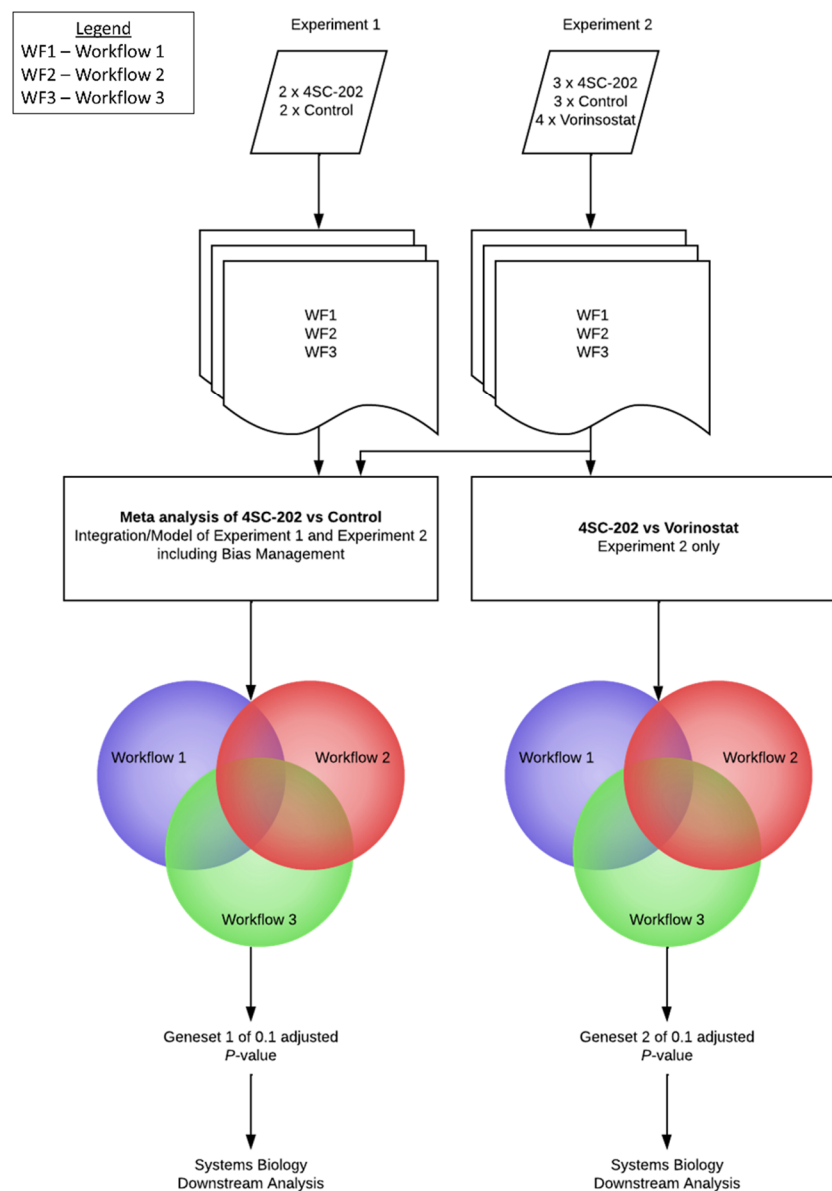 Legend
WF1 – Workflow 1
WF2 – Workflow 2
WF3 – Workflow 3
Experiment 1
2 x 4SC-202
2 x Control
Experiment 2
3 x 4SC-202
3 x Control
4 x Vorinsostat
WF1
WF2
WF3
WF1
WF2
WF3
Meta analysis of 4SC-202 vs Control
Integration/Model of Experiment 1 and Experiment 2
including Bias Management
4SC-202 vs Vorinostat
Experiment 2 only
Workflow 1
Workflow 2
Workflow 3
Workflow 1
Workflow 2
Workflow 3
Geneset 1 of 0.1 adjusted
P-value
Geneset 2 of 0.1 adjusted
P-value
Systems Biology
Downstream Analysis
Systems Biology
Downstream Analysis